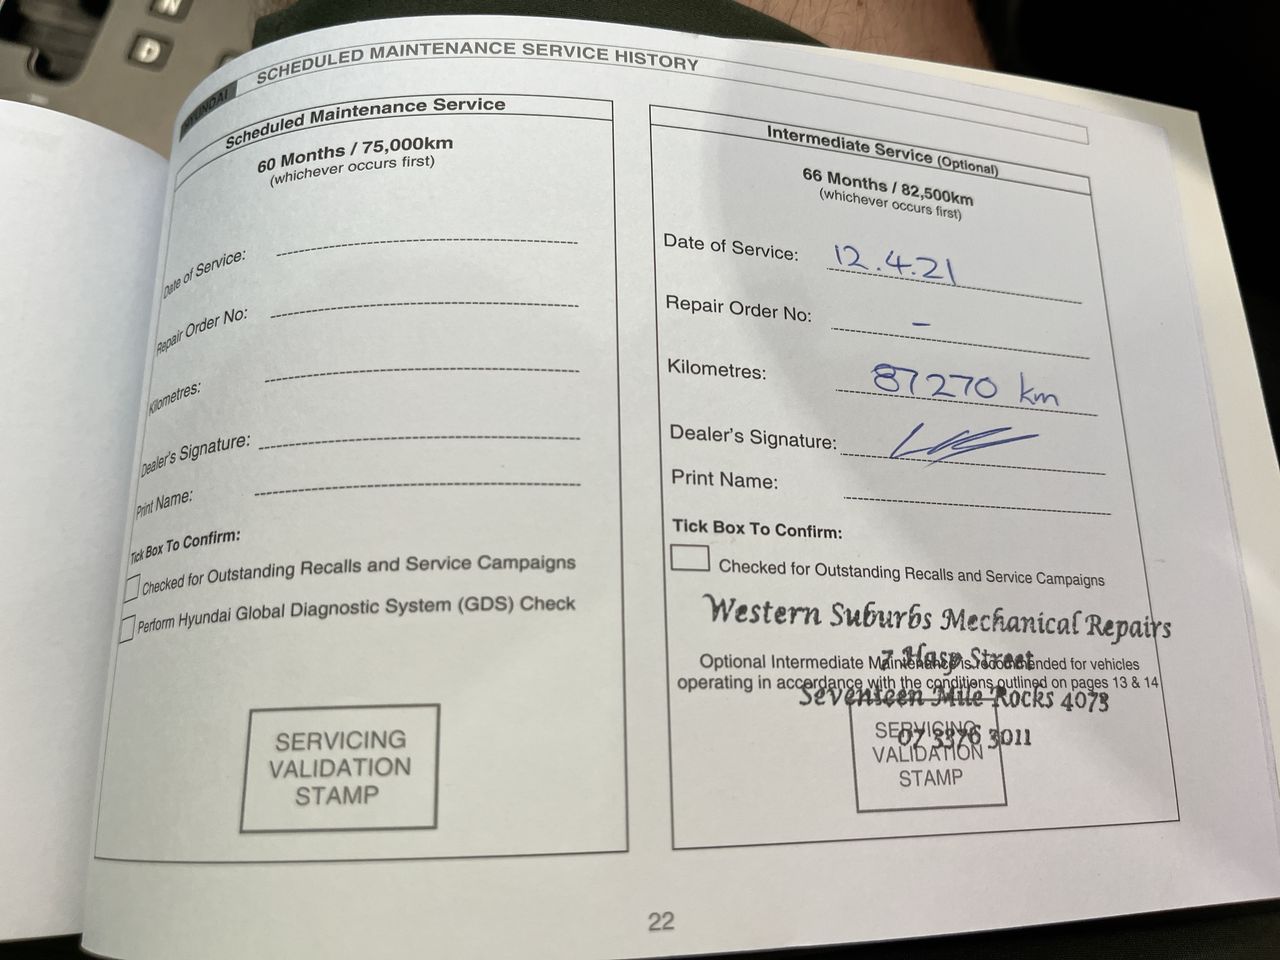 N
D
HYUNDAI
SCHEDULED MAINTENANCE SERVICE HISTORY
Scheduled Maintenance Service
60 Months / 75,000km
(whichever occurs first)
Date of Service:
Repair Order No:
Kilometres:
Dealer's Signature:
Print Name:
Tick Box To Confirm:
Checked for Outstanding Recalls and Service Campaigns
Perform Hyundai Global Diagnostic System (GDS) Check
SERVICING
VALIDATION
STAMP
Intermediate Service (Optional)
66 Months / 82,500km
(whichever occurs first)
Date of Service: 12.4.21
Repair Order No: –
Kilometres: 87270 km
Dealer's Signature:
Print Name:
Tick Box To Confirm:
Checked for Outstanding Recalls and Service Campaigns
Western Suburbs Mechanical Repairs
7 Hasp Street
Optional Intermediate Maintenance is recommended for vehicles
operating in accordance with the conditions outlined on pages 13 & 14
Seventeen Mile Rocks 4073
SERVICING
07 3376 3011
VALIDATION
STAMP
22